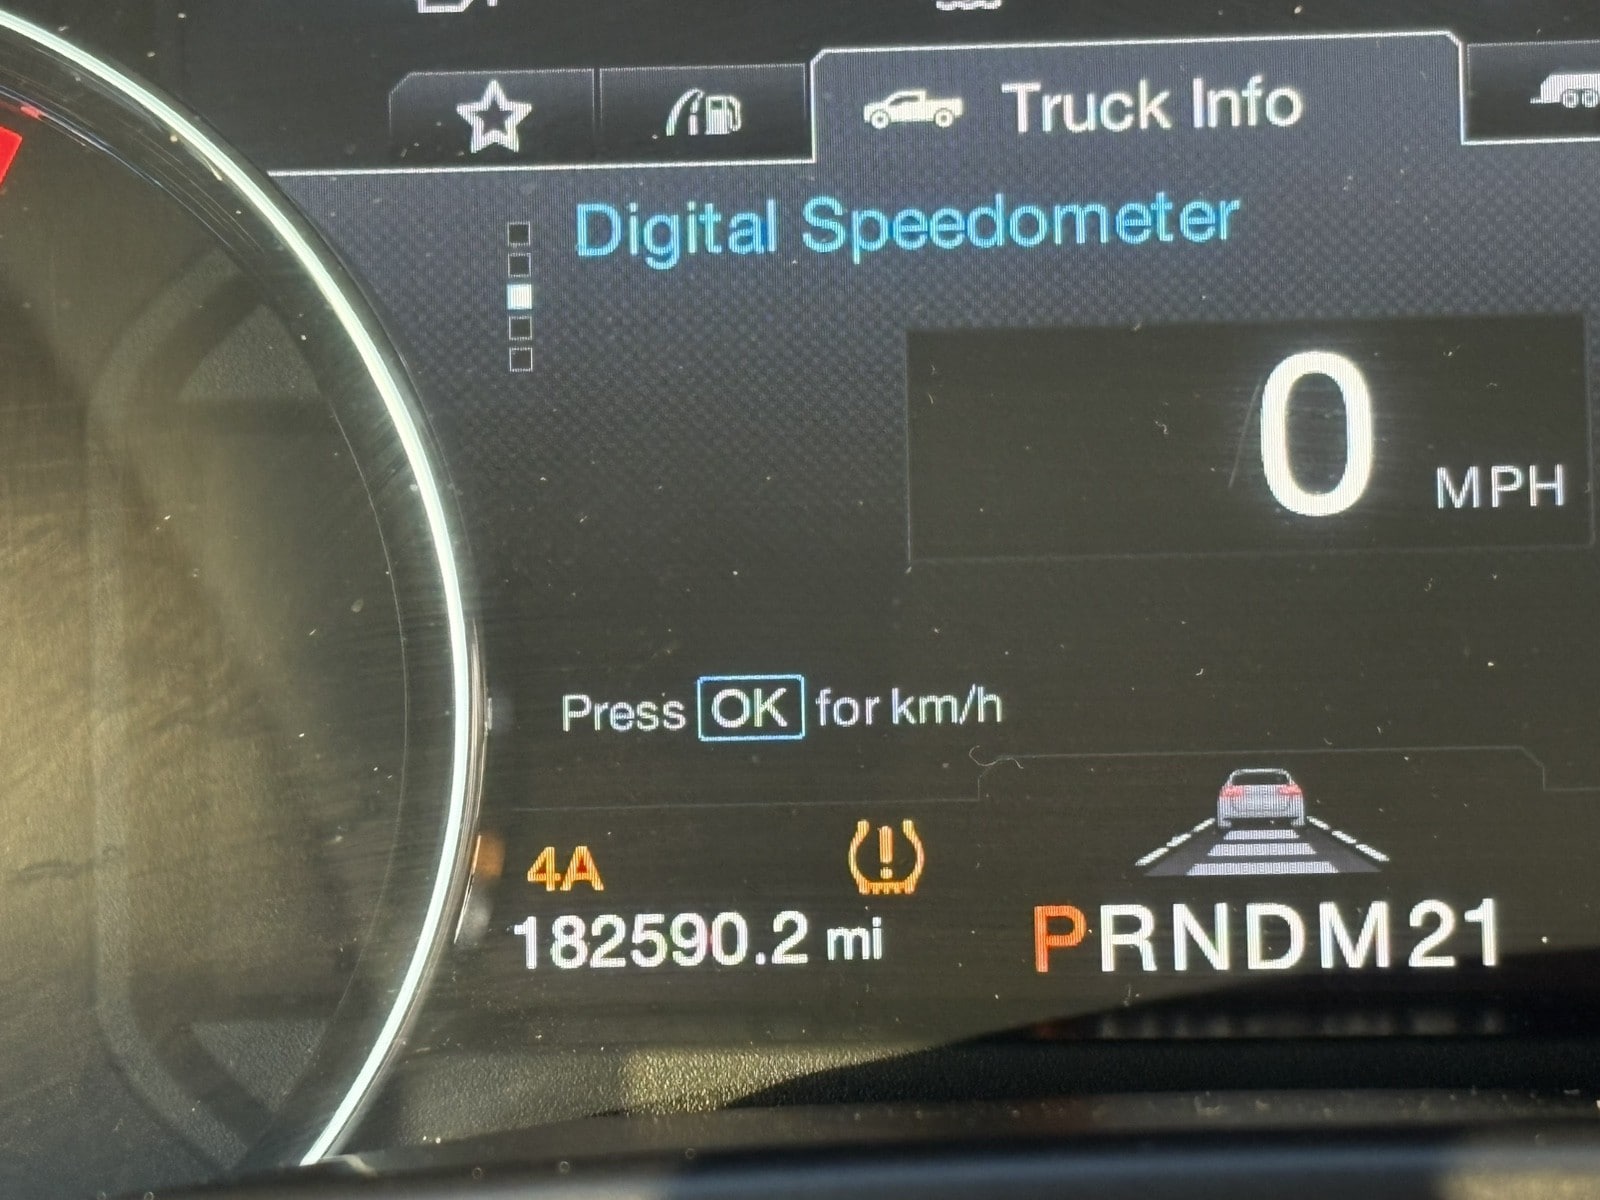 Truck Info
Digital Speedometer
0 MPH
Press OK for km/h
4A
182590.2 mi
PRNDM21